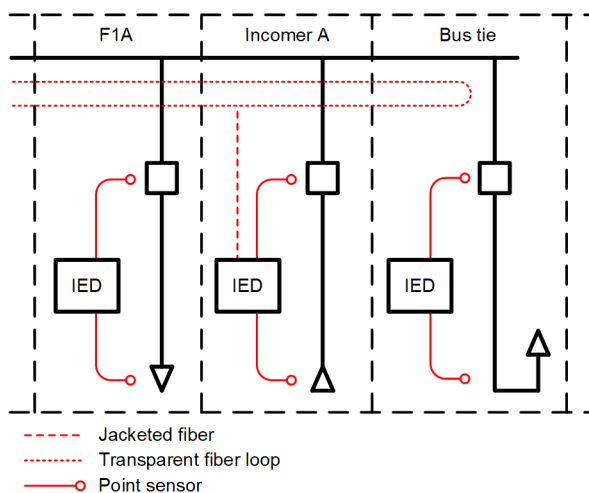 F1A
Incomer A
Bus tie
IED
IED
IED
Jacketed fiber
Transparent fiber loop
Point sensor